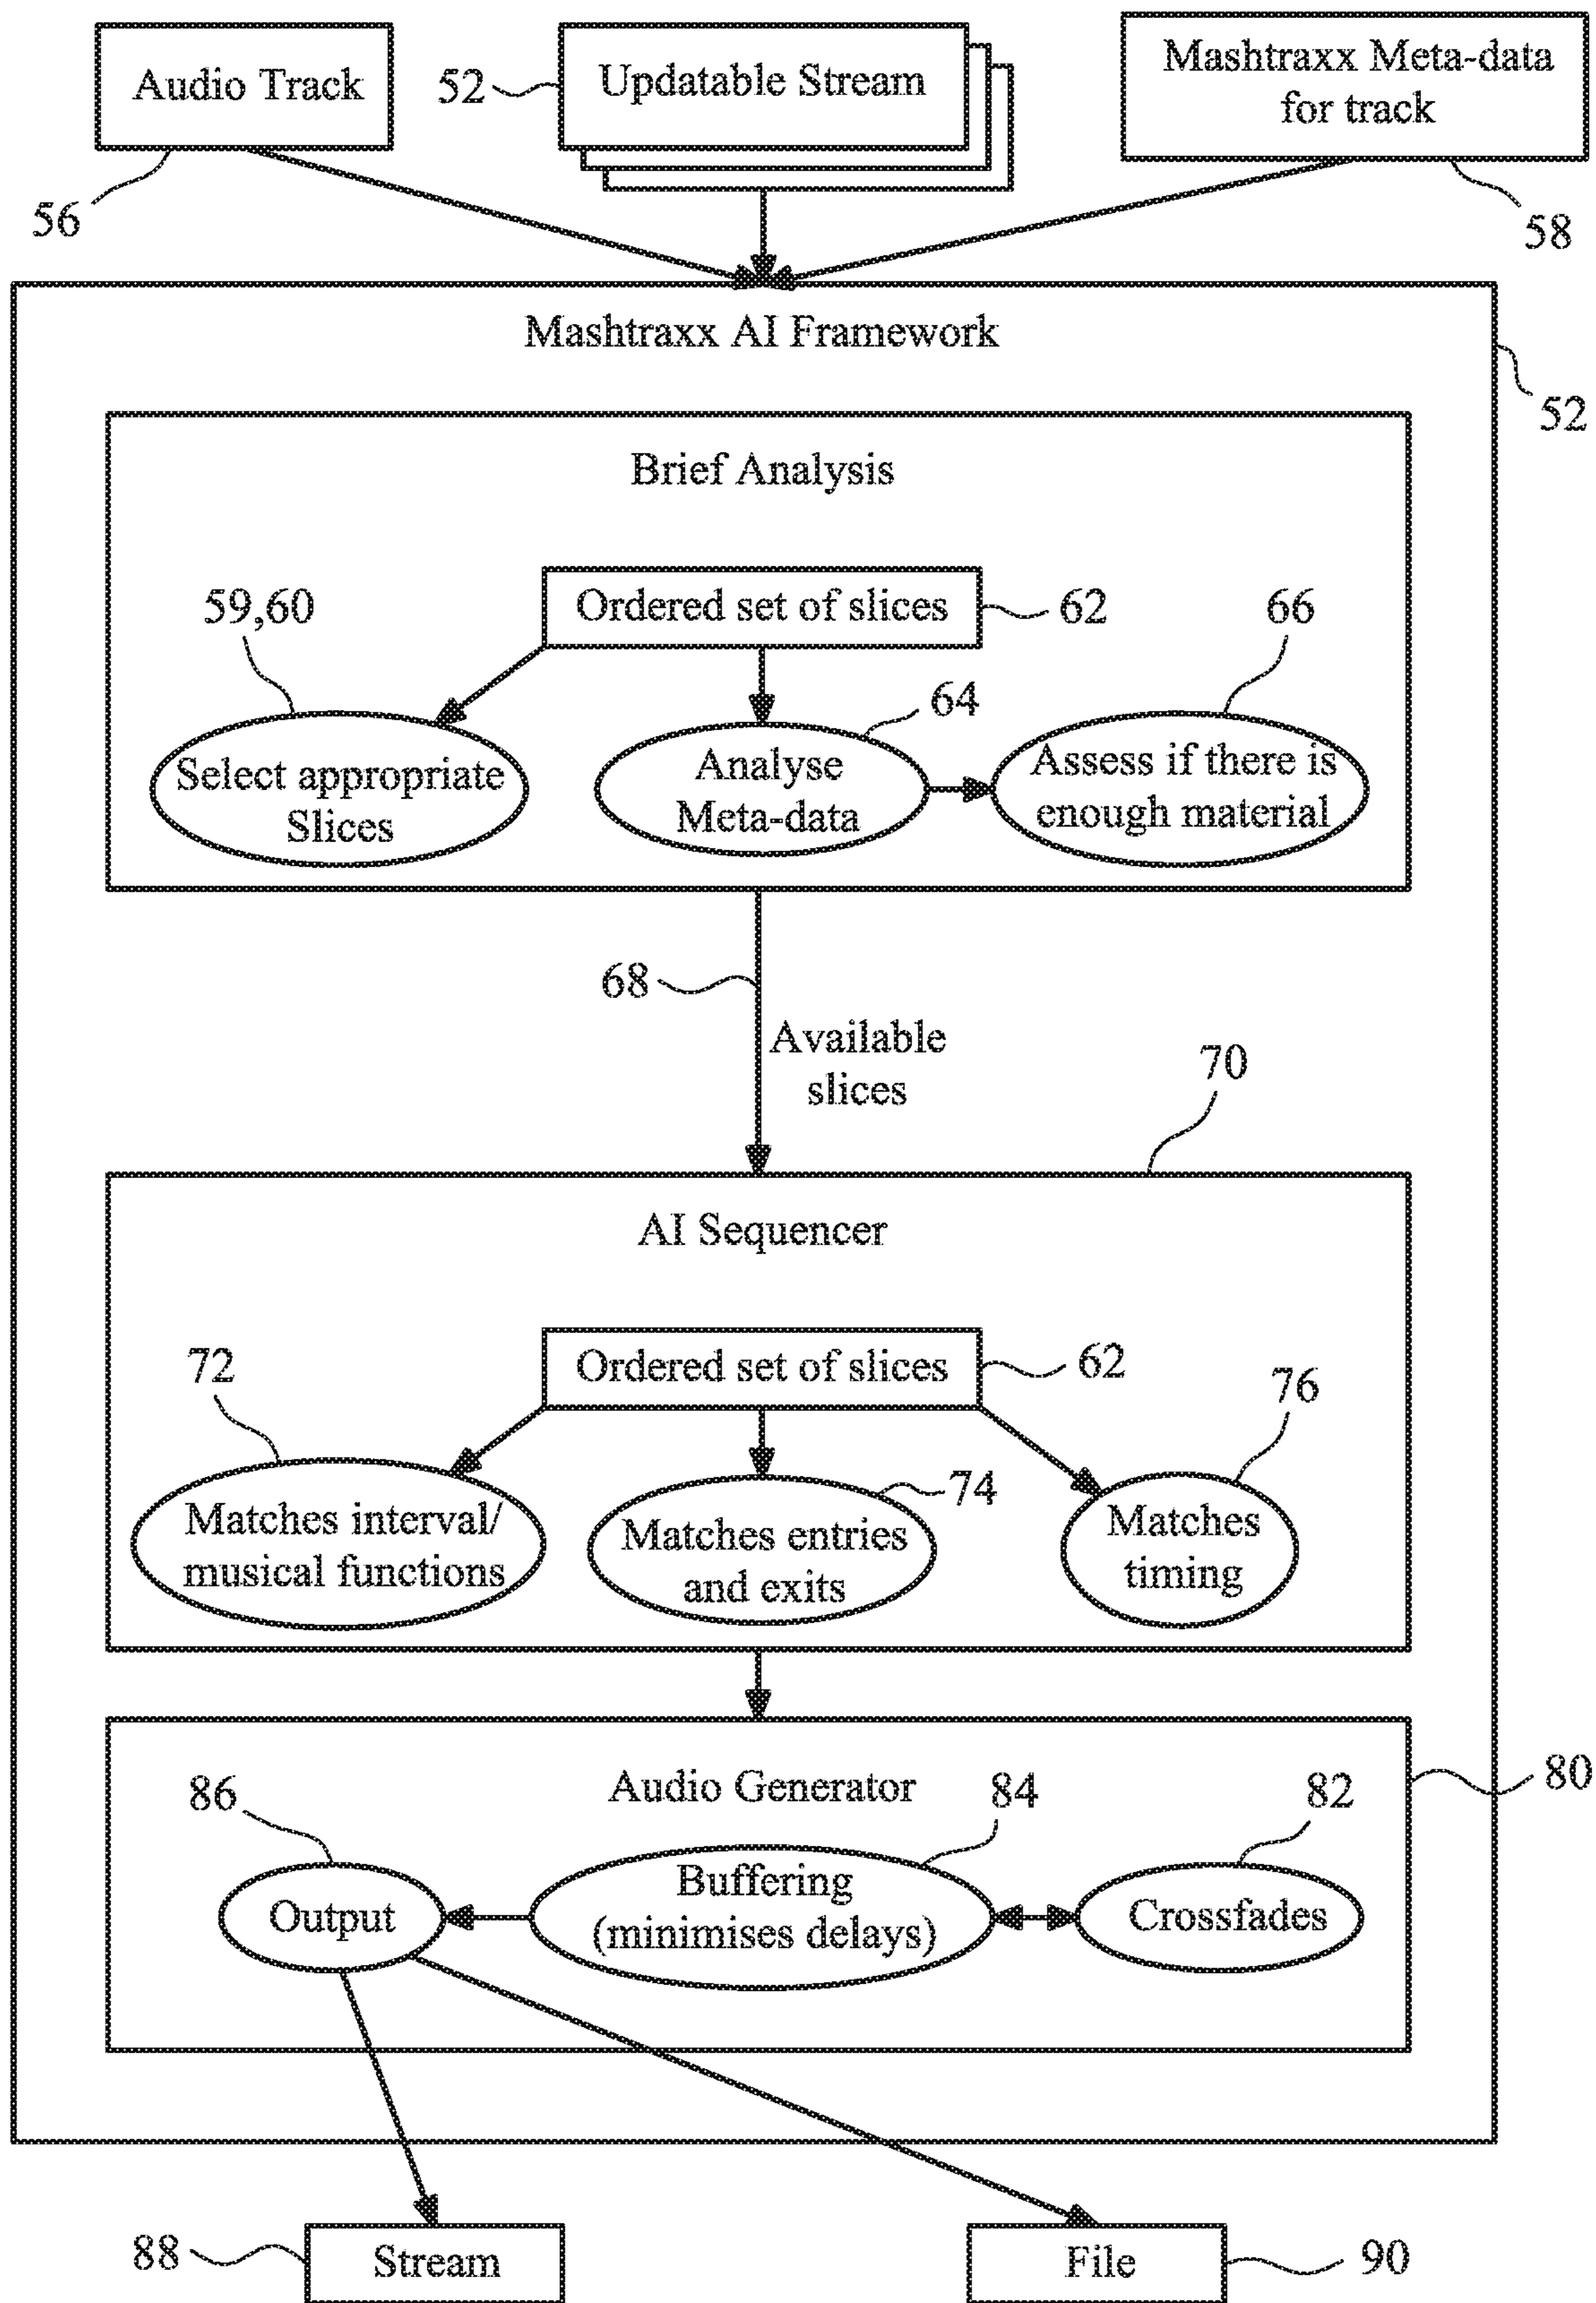 Audio Track
52
Updatable Stream
Mashtraxx Meta-data
for track
56
58
Mashtraxx AI Framework
52
Brief Analysis
59,60
Ordered set of slices
62
66
64
Select appropriate
Slices
Analyse
Meta-data
Assess if there is
enough material
68
Available
slices
70
AI Sequencer
72
Ordered set of slices
62
76
74
Matches interval/
musical functions
Matches entries
and exits
Matches
timing
80
86
Audio Generator
84
82
Output
Buffering
(minimises delays)
Crossfades
88
Stream
File
90